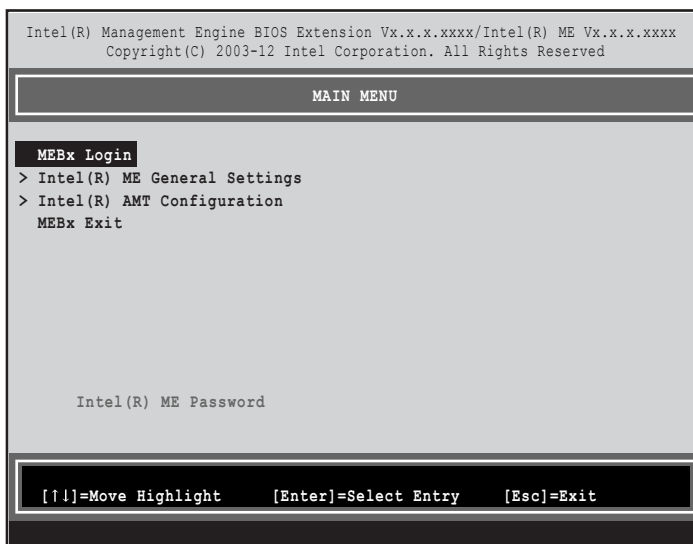 Intel(R) Management Engine BIOS Extension Vx.x.x.xxxx/Intel(R) ME Vx.x.x.xxxx
Copyright(C) 2003-12 Intel Corporation. All Rights Reserved
MAIN MENU
MEBx Login
> Intel(R) ME General Settings
> Intel(R) AMT Configuration
MEBx Exit
Intel(R) ME Password
[↑↓]=Move Highlight [Enter]=Select Entry [Esc]=Exit